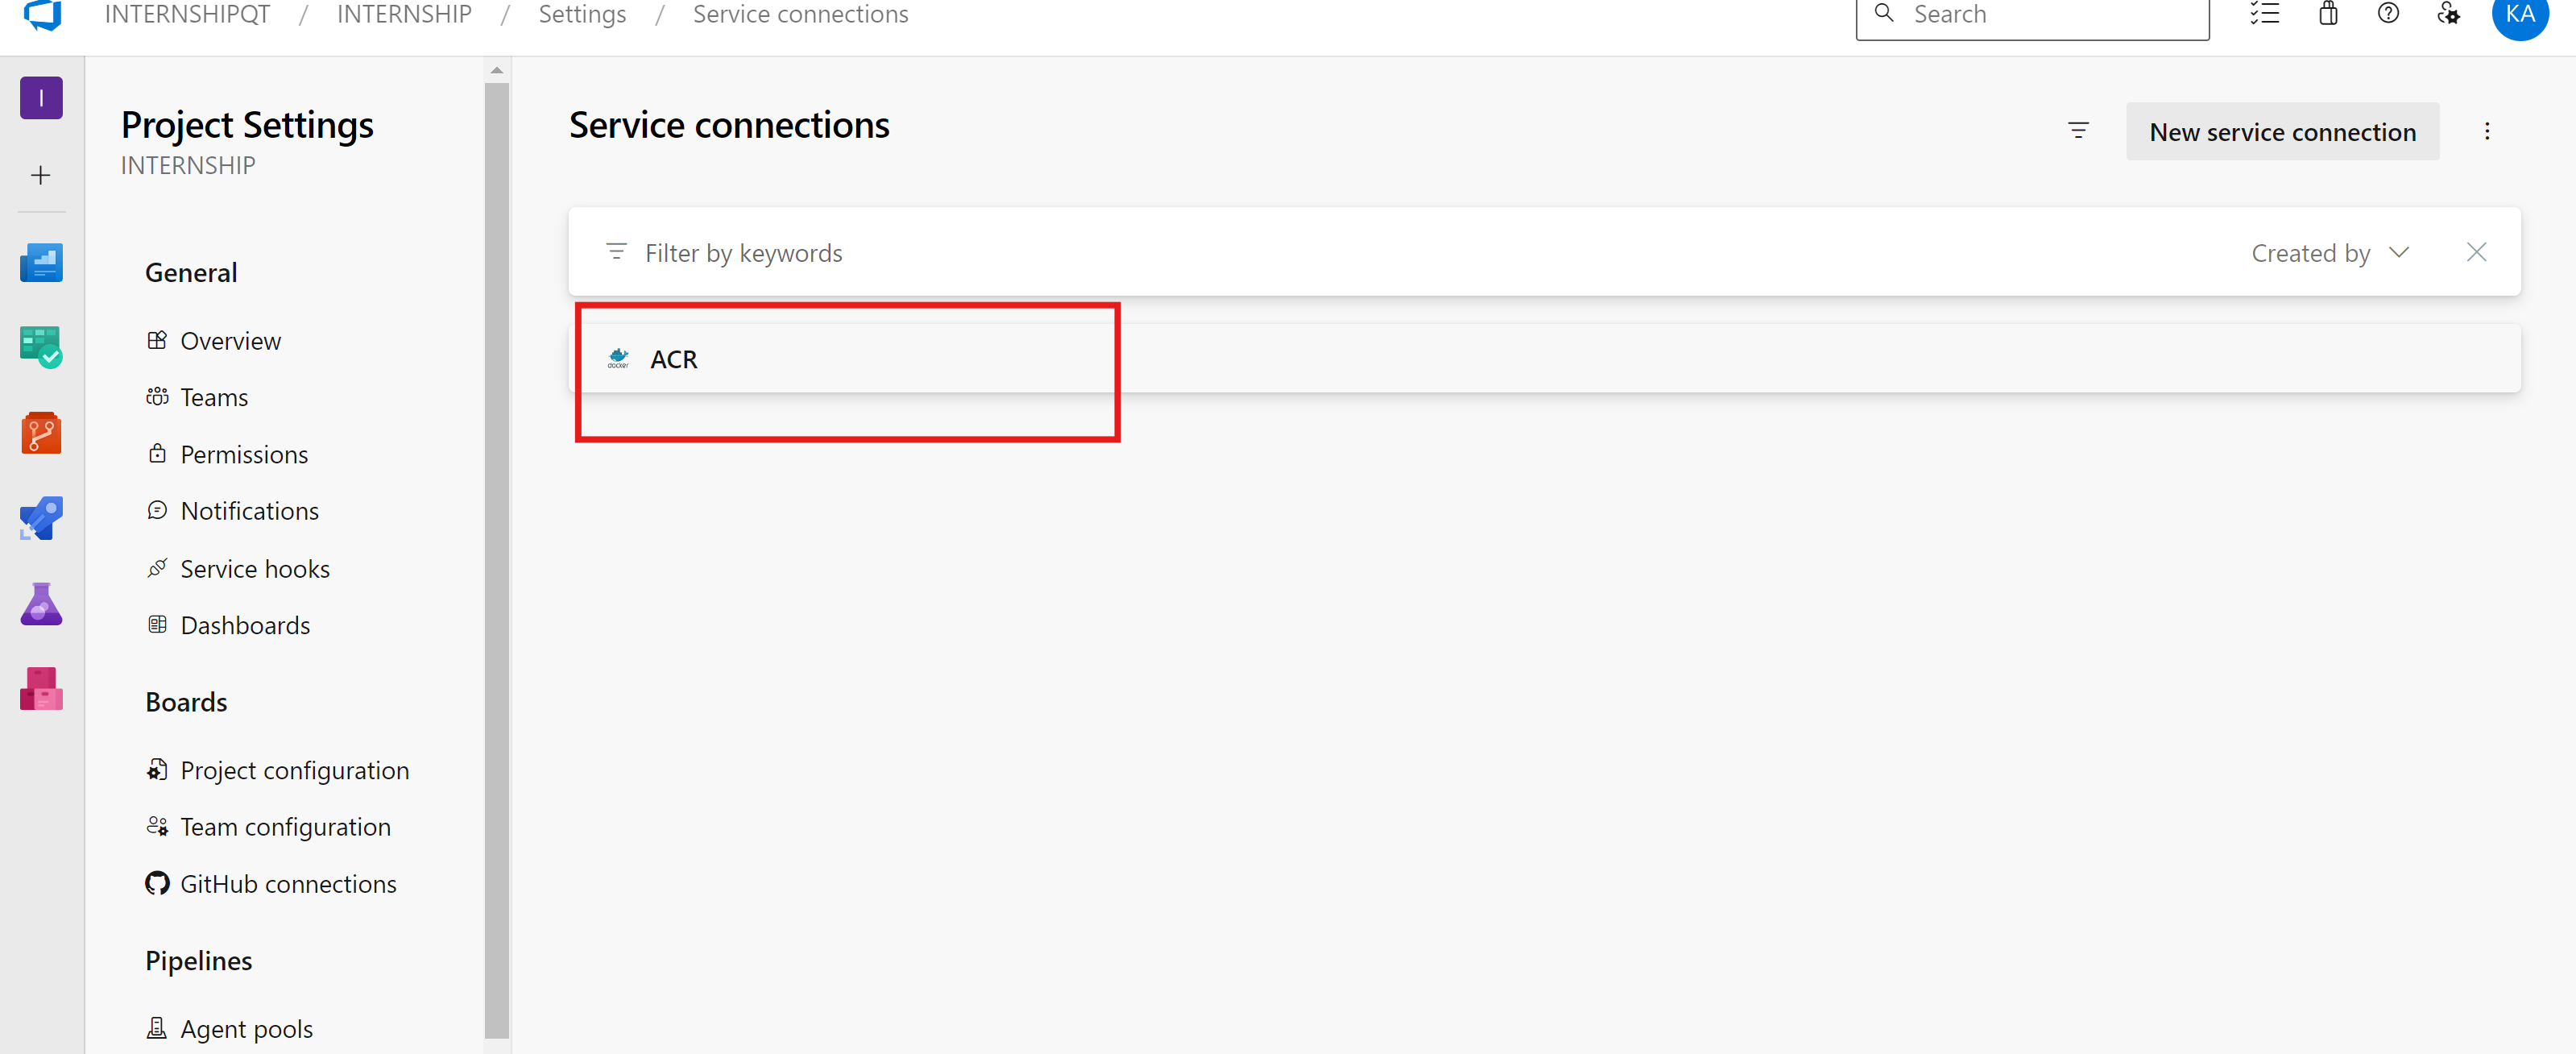 INTERNSHIPQT / INTERNSHIP / Settings / Service connections
Search
KA
I
Project Settings
INTERNSHIP
General
Overview
Teams
Permissions
Notifications
Service hooks
Dashboards
Boards
Project configuration
Team configuration
GitHub connections
Pipelines
Agent pools
Service connections
New service connection
Filter by keywords
Created by
docker
ACR